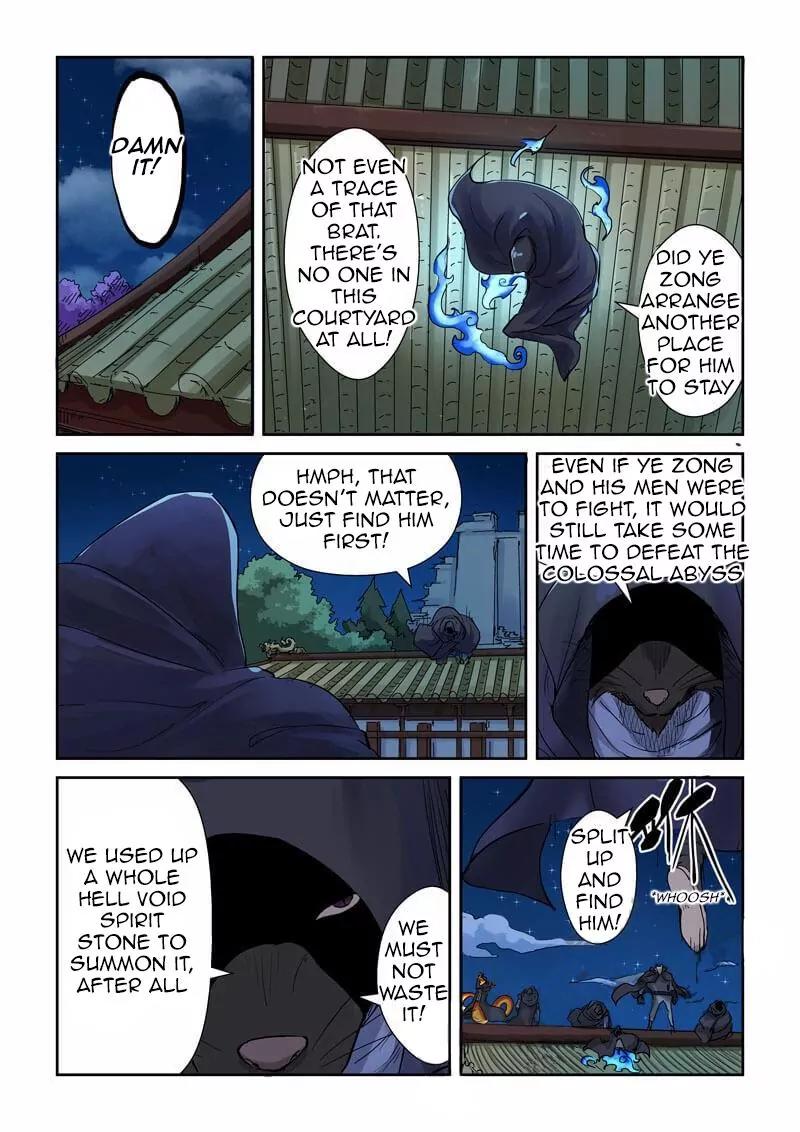 DAMN
IT!
NOT EVEN
A TRACE
OF THAT
BRAT.
THERE'S
NO ONE IN
THIS
COURTYARD
AT ALL!
DID YE
ZONG
ARRANGE
ANOTHER
PLACE
FOR HIM
TO STAY
HMPH, THAT
DOESN'T MATTER,
JUST FIND HIM
FIRST!
EVEN IF YE ZONG
AND HIS MEN WERE
TO FIGHT, IT WOULD
STILL TAKE SOME
TIME TO DEFEAT THE
COLOSSAL ABYSS
WE USED UP
A WHOLE
HELL VOID
SPIRIT
STONE TO
SUMMON IT,
AFTER ALL
WE
MUST
NOT
WASTE
IT!
SPLIT
UP
AND
FIND
HIM!
*WHOOSH*